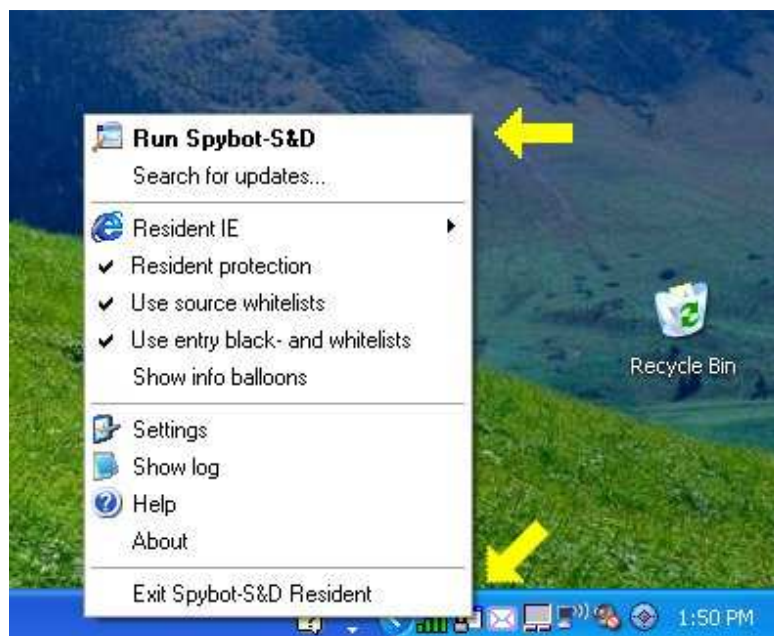 Run Spybot-S&D
Search for updates...
Resident IE
Resident protection
Use source whitelists
Use entry black- and whitelists
Show info balloons
Settings
Show log
Help
About
Exit Spybot-S&D Resident
Recycle Bin
1:50 PM